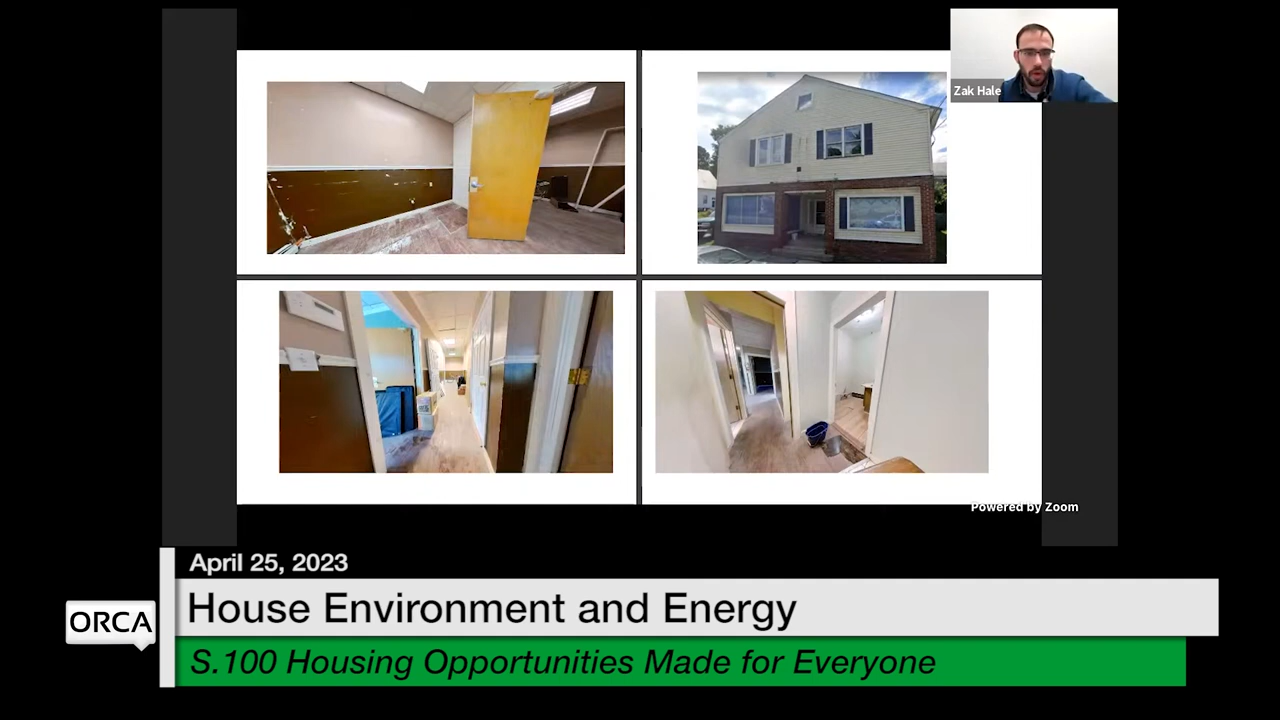 Zak Hale
Powered by Zoom
April 25, 2023
House Environment and Energy
ORCA
S.100 Housing Opportunities Made for Everyone